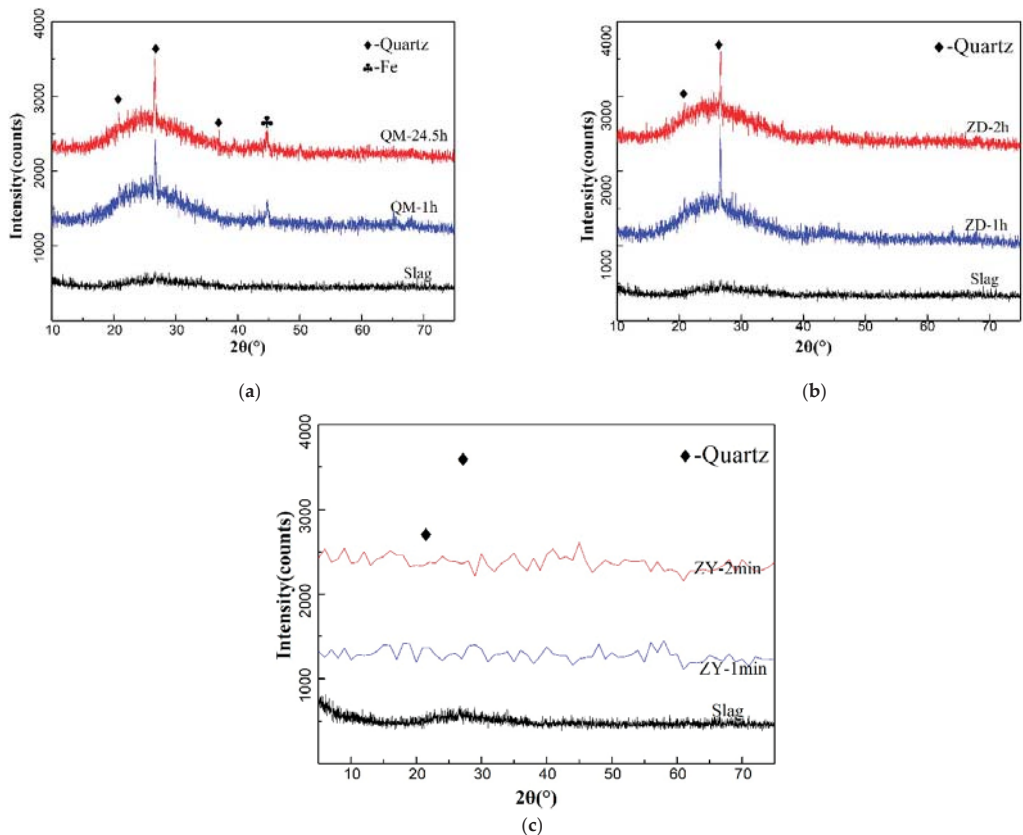 4000
3000
2000
1000
Intensity(counts)
♦-Quartz
♣-Fe
QM-24.5h
QM-1h
Slag
10 20 30 40 50 60 70
2θ(°)
(a)
4000
3000
2000
1000
0
Intensity(counts)
♦-Quartz
ZD-2h
ZD-1h
Slag
10 20 30 40 50 60 70
2θ(°)
(b)
4000
3000
2000
1000
Intensity(counts)
♦-Quartz
ZY-2min
ZY-1min
Slag
10 20 30 40 50 60 70
2θ(°)
(c)